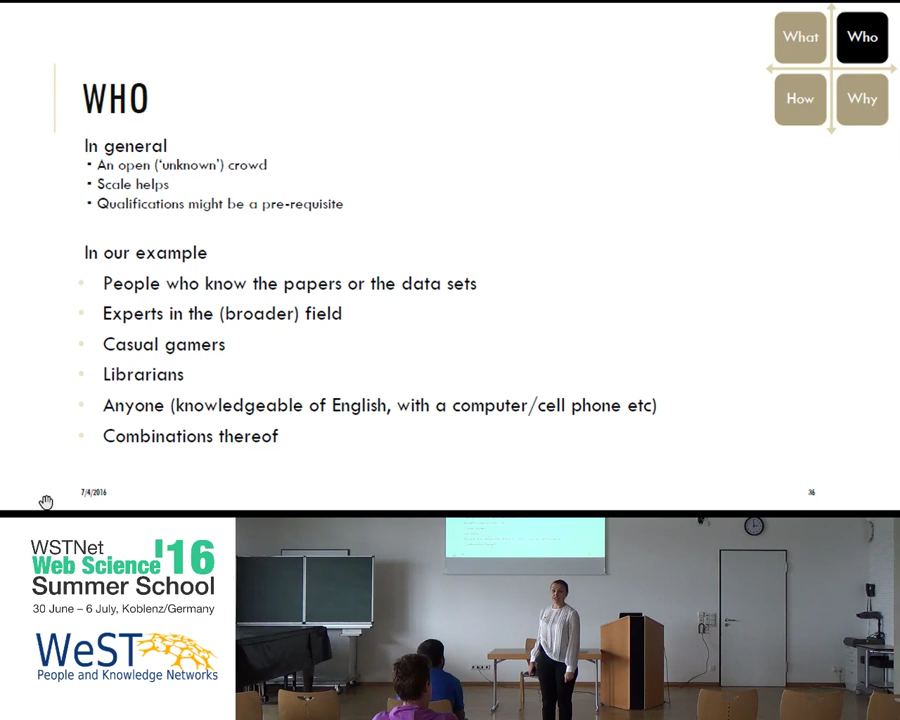 What
Who
How
Why
WHO
In general
▪ An open (‘unknown’) crowd
▪ Scale helps
▪ Qualifications might be a pre-requisite
In our example
• People who know the papers or the data sets
• Experts in the (broader) field
• Casual gamers
• Librarians
• Anyone (knowledgeable of English, with a computer/cell phone etc)
• Combinations thereof
7/4/2016
36
WSTNet
Web Science '16
Summer School
30 June – 6 July, Koblenz/Germany
WeST
People and Knowledge Networks